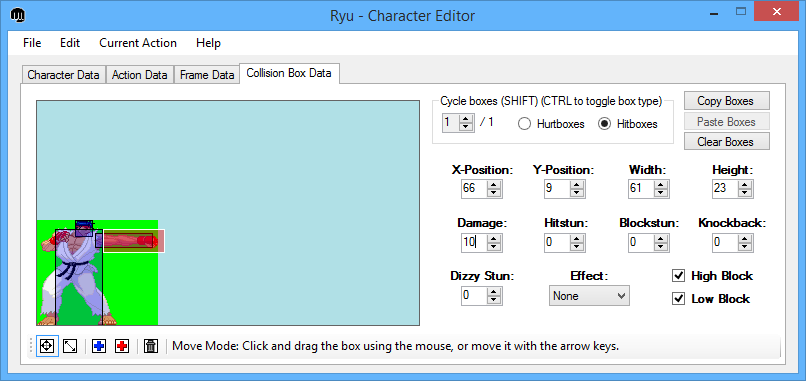 Ryu - Character Editor
File Edit Current Action Help
Character Data Action Data Frame Data Collision Box Data
Cycle boxes (SHIFT) (CTRL to toggle box type)
1 / 1 Hurtboxes Hitboxes
Copy Boxes
Paste Boxes
Clear Boxes
X-Position: Y-Position: Width: Height:
66 9 61 23
Damage: Hitstun: Blockstun: Knockback:
10 0 0 0
Dizzy Stun: Effect: High Block
0 None Low Block
Move Mode: Click and drag the box using the mouse, or move it with the arrow keys.